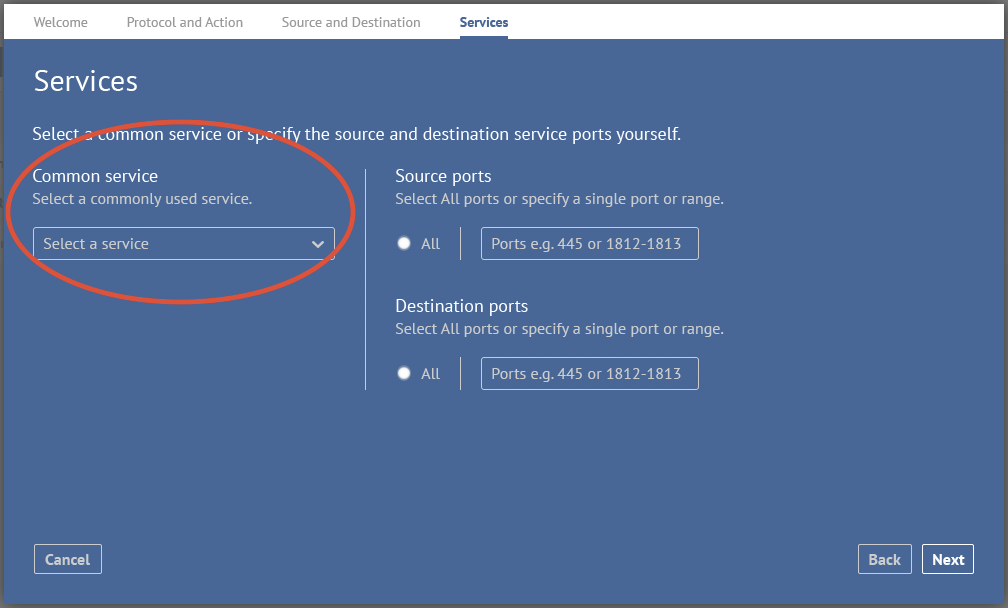 Welcome
Protocol and Action
Source and Destination
Services
Services
Select a common service or specify the source and destination service ports yourself.
Common service
Select a commonly used service.
Select a service
Source ports
Select All ports or specify a single port or range.
All
Ports e.g. 445 or 1812-1813
Destination ports
Select All ports or specify a single port or range.
All
Ports e.g. 445 or 1812-1813
Cancel
Back
Next